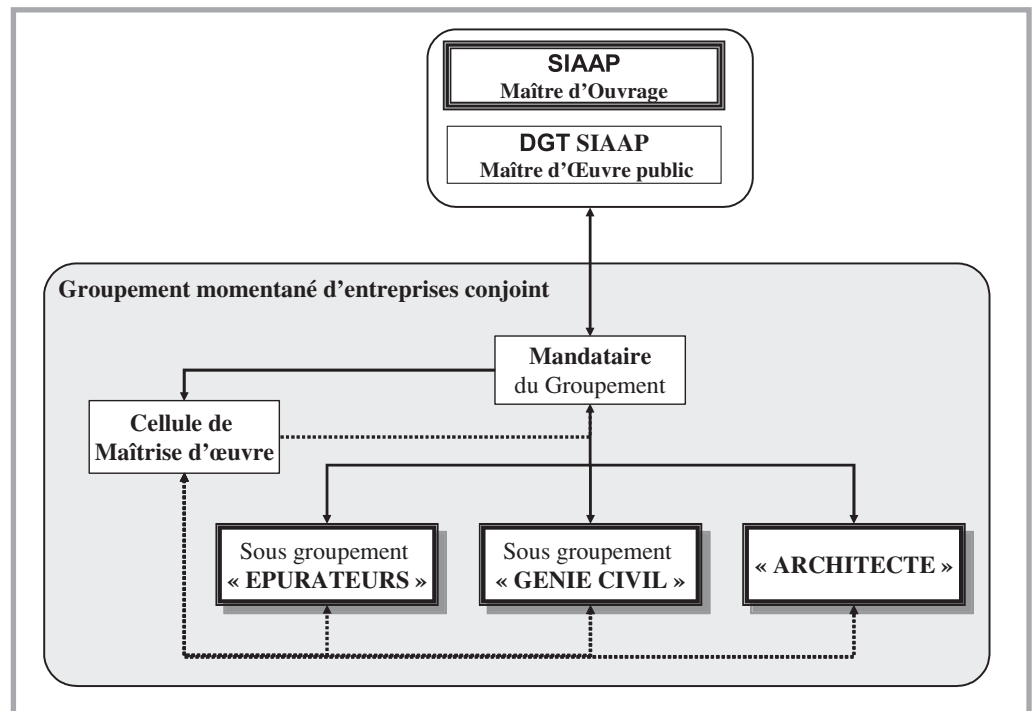 SIAAP
Maître d'Ouvrage
DGT SIAAP
Maître d'Œuvre public
Groupement momentané d'entreprises conjoint
Mandataire
du Groupement
Cellule de
Maîtrise d'œuvre
Sous groupement
« EPURATEURS »
Sous groupement
« GENIE CIVIL »
« ARCHITECTE »